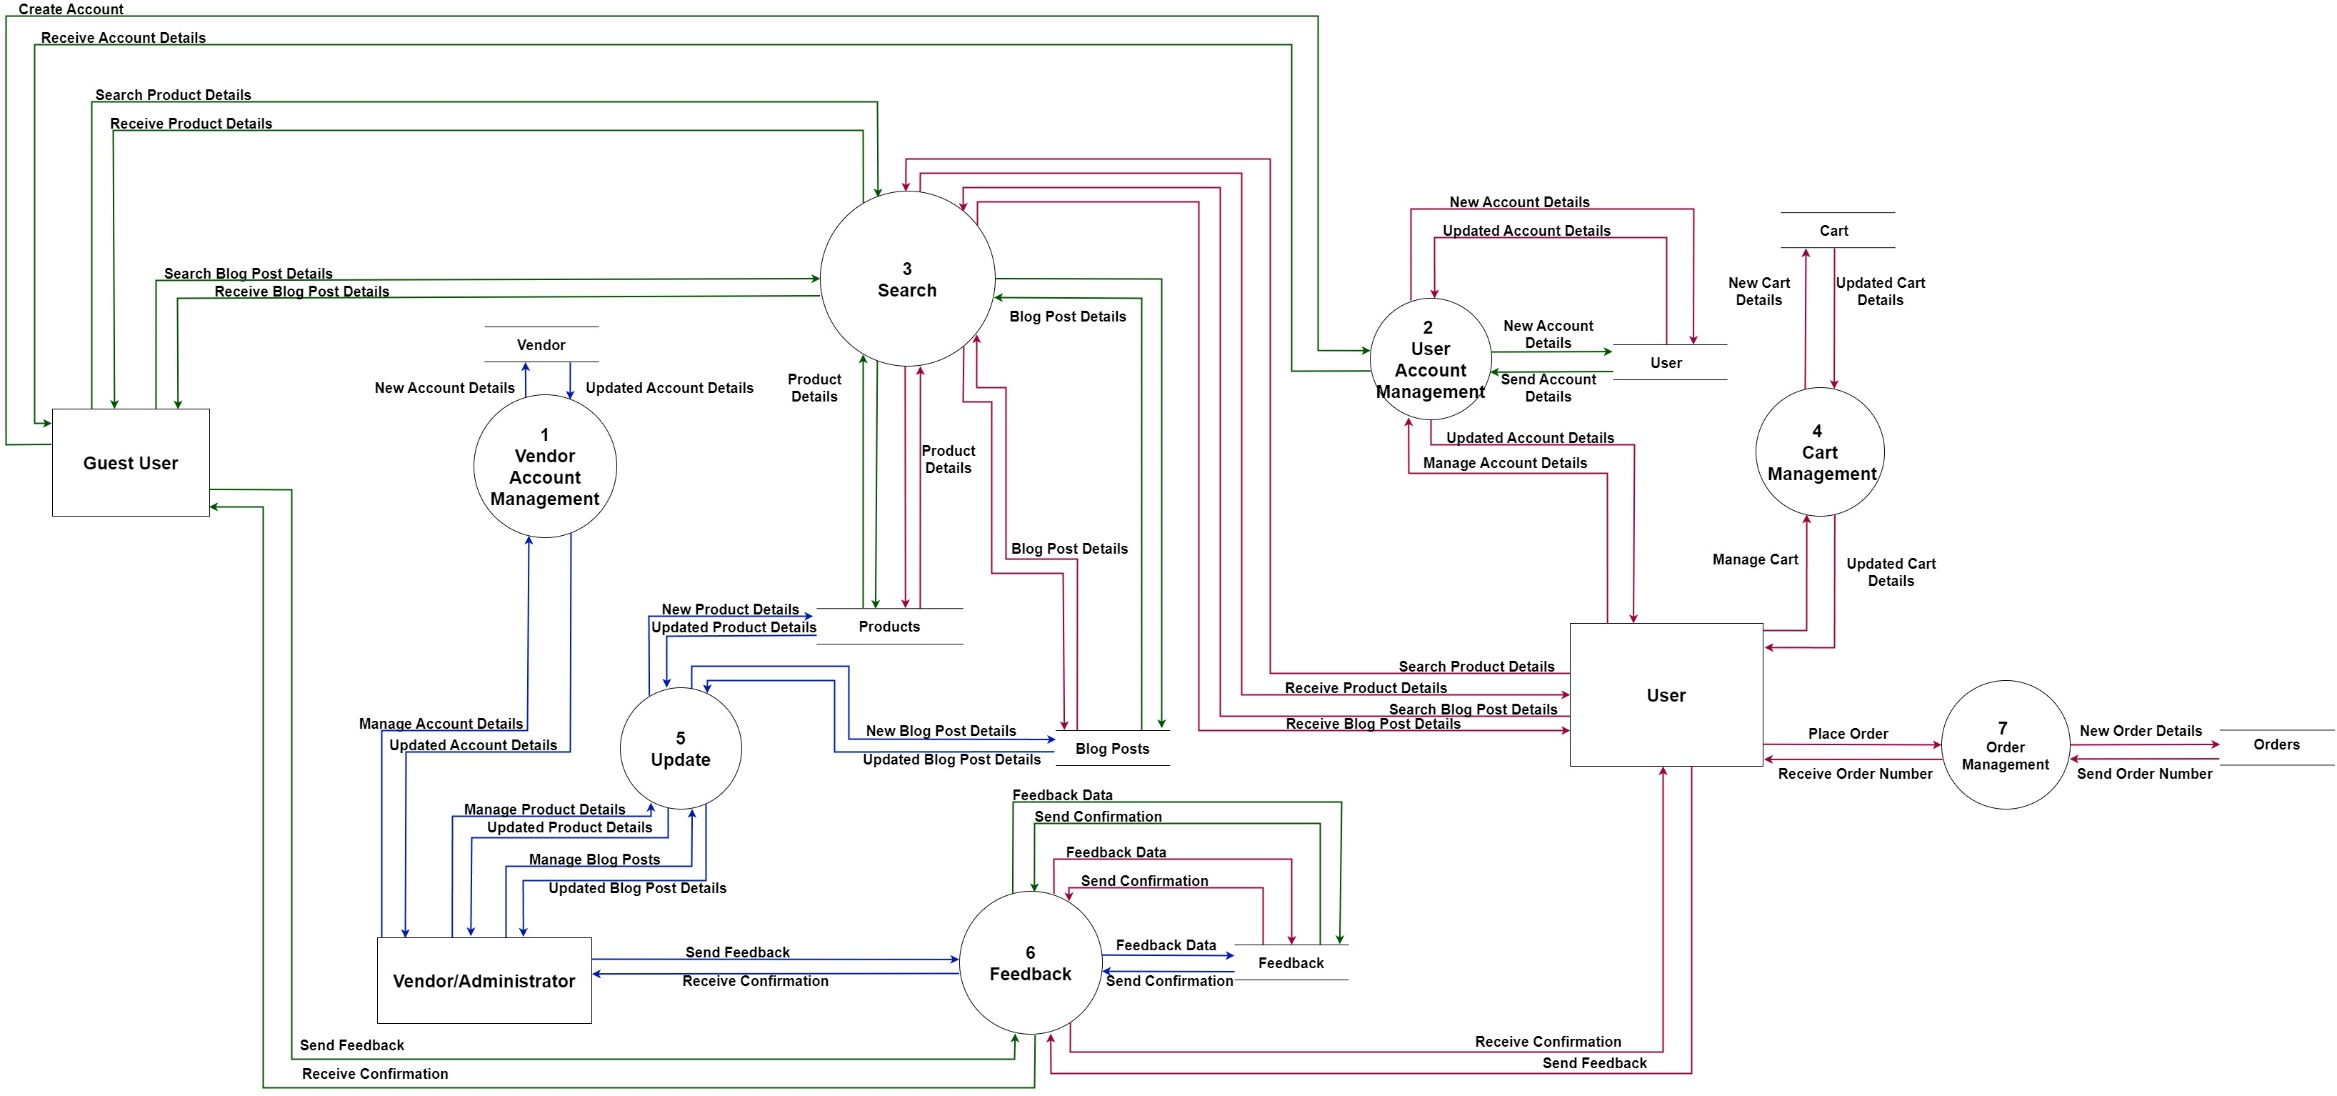 Create Account
Receive Account Details
Search Product Details
Receive Product Details
New Account Details
Updated Account Details
Cart
3
Search
Search Blog Post Details
Receive Blog Post Details
Blog Post Details
New Cart
Details
Updated Cart
Details
2
User
Account
Management
New Account
Details
User
Send Account
Details
Vendor
New Account Details
Updated Account Details
Product
Details
Product
Details
1
Vendor
Account
Management
Guest User
Updated Account Details
Manage Account Details
4
Cart
Management
Blog Post Details
Manage Cart
Updated Cart
Details
New Product Details
Updated Product Details
Products
Search Product Details
Receive Product Details
Search Blog Post Details
Receive Blog Post Details
User
Manage Account Details
Updated Account Details
5
Update
New Blog Post Details
Updated Blog Post Details
Blog Posts
Place Order
Receive Order Number
7
Order
Management
New Order Details
Send Order Number
Orders
Manage Product Details
Updated Product Details
Manage Blog Posts
Updated Blog Post Details
Feedback Data
Send Confirmation
Feedback Data
Send Confirmation
Vendor/Administrator
Send Feedback
Receive Confirmation
6
Feedback
Feedback Data
Send Confirmation
Feedback
Send Feedback
Receive Confirmation
Receive Confirmation
Send Feedback